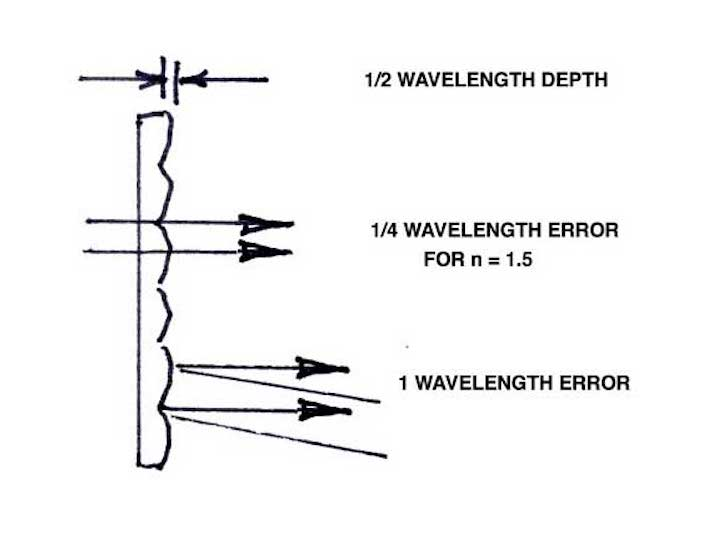 1/2 WAVELENGTH DEPTH
1/4 WAVELENGTH ERROR
FOR n = 1.5
1 WAVELENGTH ERROR